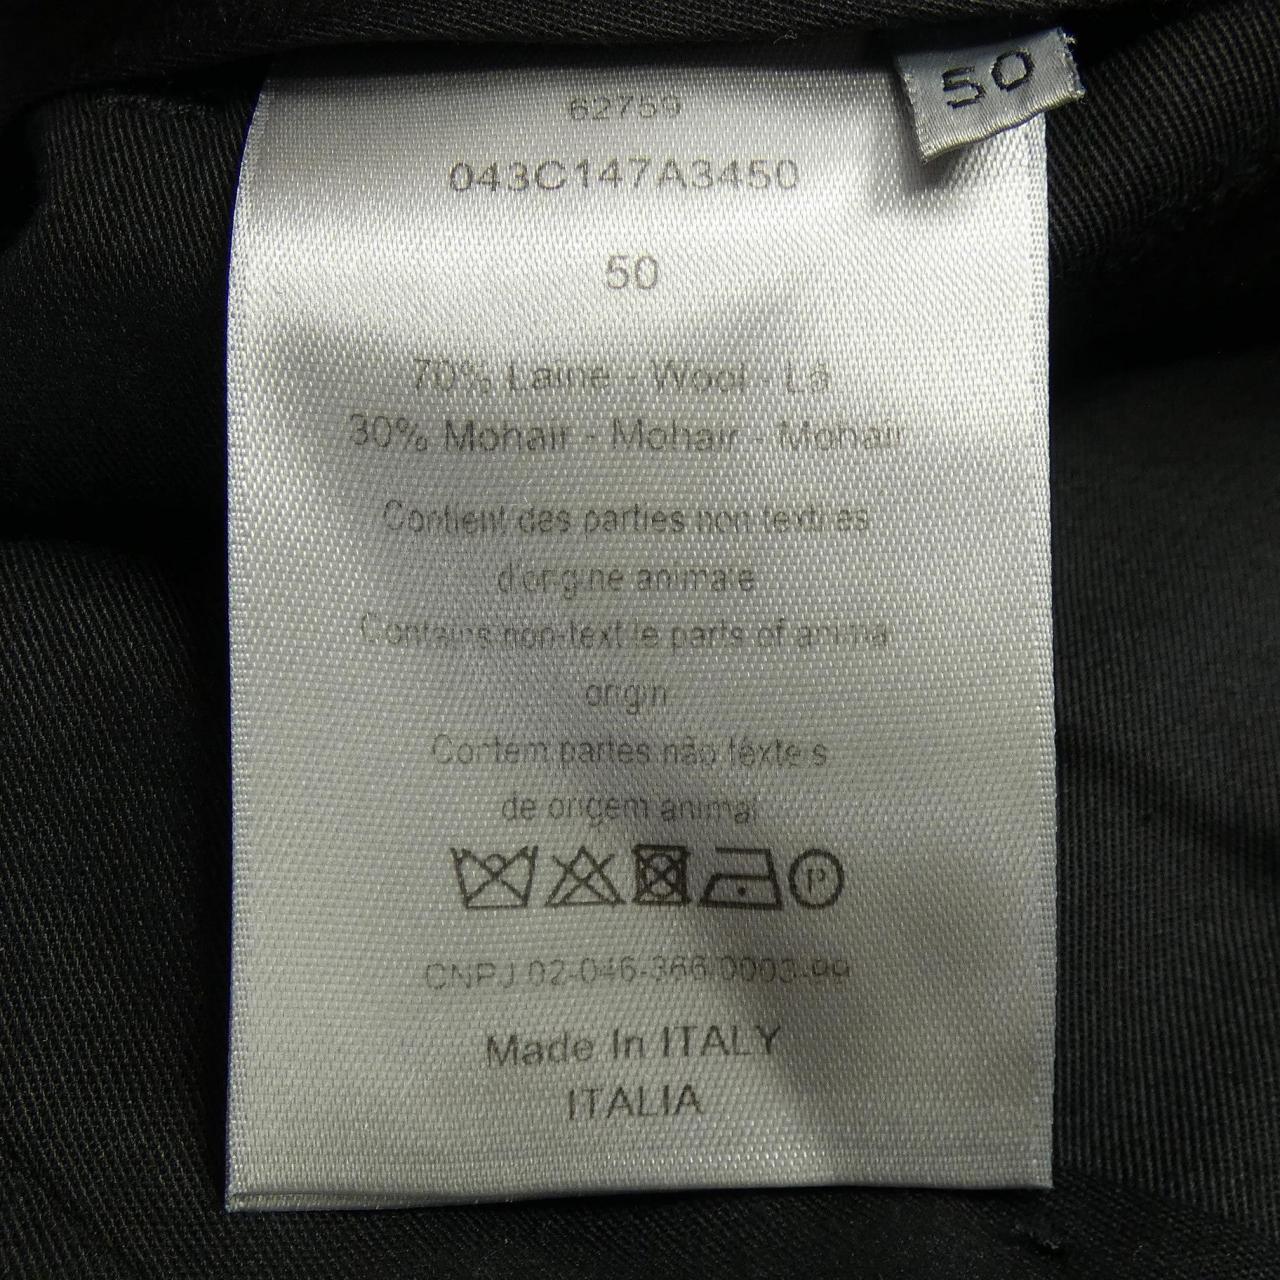 50
62759
043C147A3450
50
70% Laine - Wool - Lã
30% Mohair - Mohair - Mohair
Contient des parties non textiles
d'origine animale
Contains non-textile parts of animal
origin
Contem partes não têxteis
de origem animal
P
CNPJ 02-046-366/0003-99
Made In ITALY
ITALIA